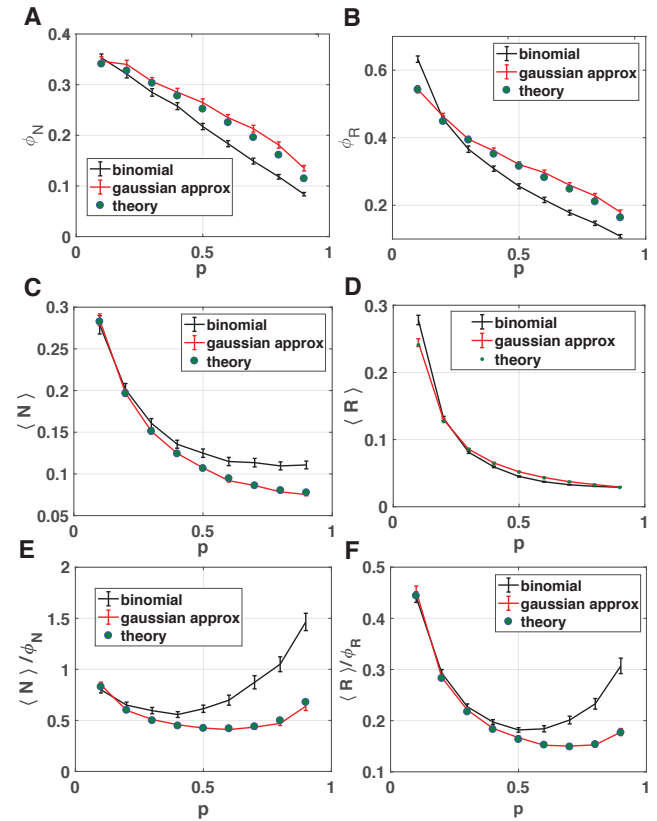 A
0.4
0.3
0.2
0.1
0
ϕN
binomial
gaussian approx
theory
0
0.5
1
p
B
0.6
0.4
0.2
ϕR
binomial
gaussian approx
theory
0
0.5
1
p
C
0.3
0.25
0.2
0.15
0.1
0.05
⟨ N ⟩
binomial
gaussian approx
theory
0
0.5
1
p
D
0.3
0.2
0.1
0
⟨ R ⟩
binomial
gaussian approx
theory
0
0.5
1
p
E
2
1.5
1
0.5
0
⟨ N ⟩/ϕN
binomial
gaussian approx
theory
0
0.5
1
p
F
0.5
0.4
0.3
0.2
0.1
⟨ R ⟩/ϕR
binomial
gaussian approx
theory
0
0.5
1
p